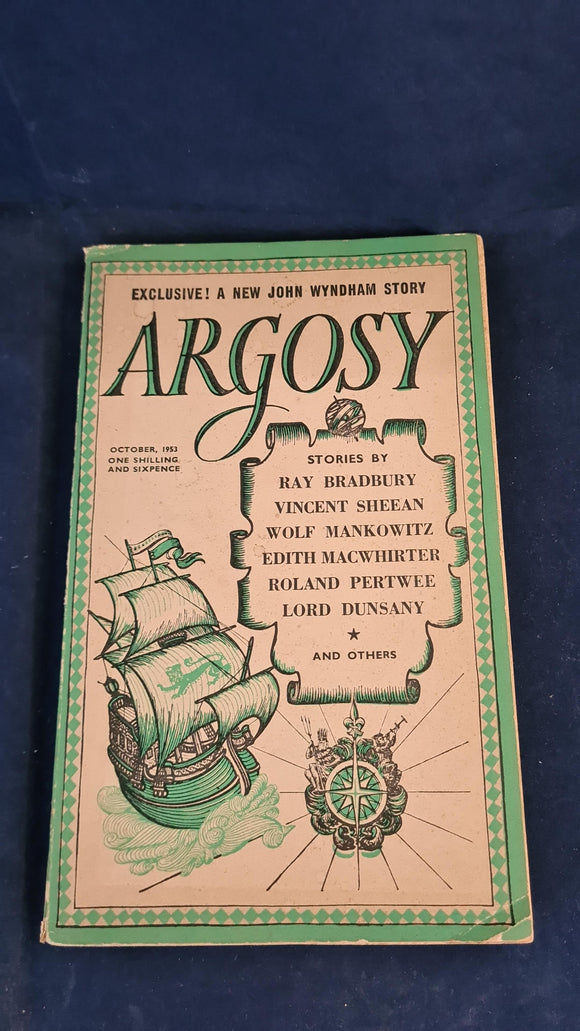 EXCLUSIVE! A NEW JOHN WYNDHAM STORY
ARGOSY
OCTOBER, 1953
ONE SHILLING
AND SIXPENCE
STORIES BY
RAY BRADBURY
VINCENT SHEEAN
WOLF MANKOWITZ
EDITH MACWHIRTER
ROLAND PERTWEE
LORD DUNSANY
★
AND OTHERS